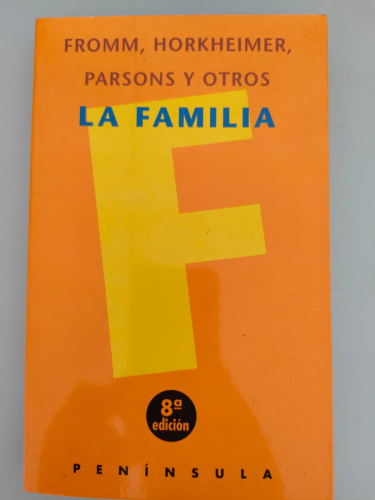 FROMM, HORKHEIMER,
PARSONS Y OTROS
LA FAMILIA
F
8ª
edición
PENÍNSULA